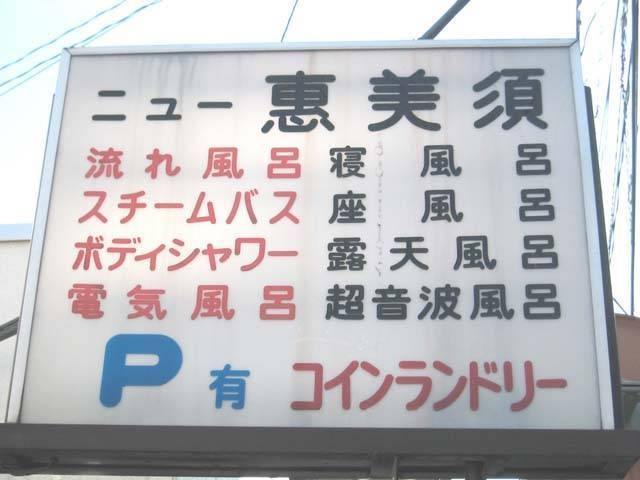 ニュー 惠美須
流れ風呂 寝風呂
スチームバス 座風呂
ボディシャワー 露天風呂
電気風呂 超音波風呂
P有 コインランドリー